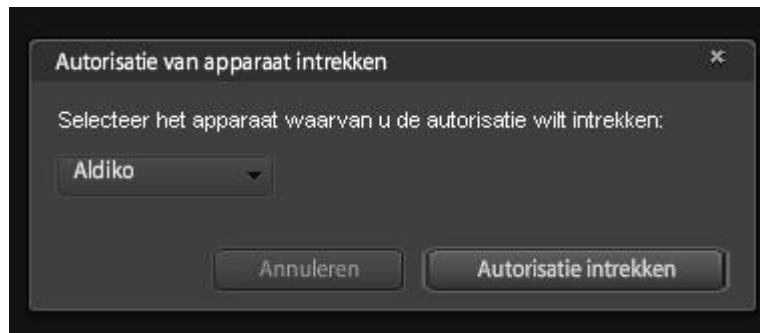 Autorisatie van apparaat intrekken
Selecteer het apparaat waarvan u de autorisatie wilt intrekken:
Aldiko
Annuleren Autorisatie intrekken